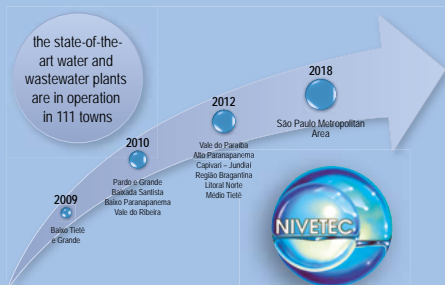 the state-of-the-
art water and
wastewater plants
are in operation
in 111 towns
2009
Baixo Tietê
e Grande
2010
Pardo e Grande
Baixada Santista
Baixo Paranapanema
Vale do Ribeira
2012
Vale do Paraíba
Alto Paranapanema
Capivari – Jundiaí
Região Bragantina
Litoral Norte
Médio Tietê
2018
São Paulo Metropolitan
Area
NIVETEC